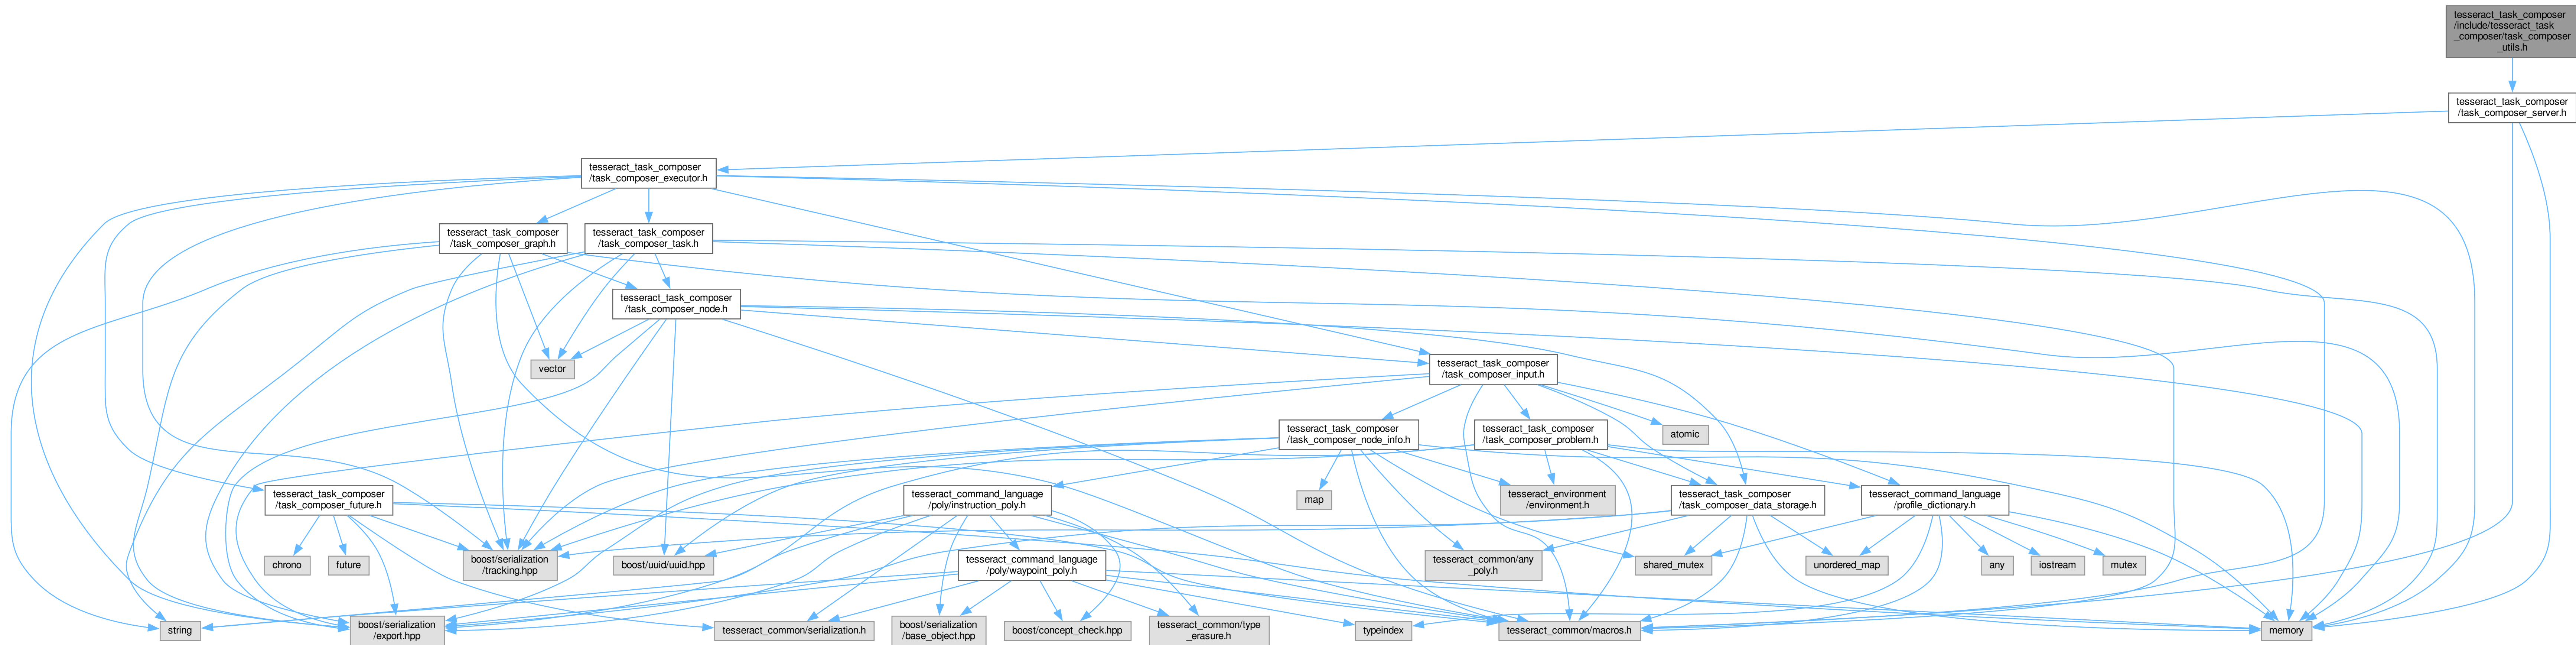 tesseract_task_composer
/include/tesseract_task
_composer/task_composer
_utils.h
tesseract_task_composer
/task_composer_server.h
tesseract_task_composer
/task_composer_executor.h
tesseract_task_composer
/task_composer_graph.h
tesseract_task_composer
/task_composer_task.h
tesseract_task_composer
/task_composer_node.h
vector
tesseract_task_composer
/task_composer_input.h
tesseract_task_composer
/task_composer_node_info.h
tesseract_task_composer
/task_composer_problem.h
atomic
tesseract_task_composer
/task_composer_future.h
tesseract_command_language
/poly/instruction_poly.h
map
tesseract_environment
/environment.h
tesseract_task_composer
/task_composer_data_storage.h
tesseract_command_language
/profile_dictionary.h
chrono
future
boost/serialization
/tracking.hpp
boost/uuid/uuid.hpp
tesseract_command_language
/poly/waypoint_poly.h
tesseract_common/any
_poly.h
shared_mutex
unordered_map
any
iostream
mutex
string
boost/serialization
/export.hpp
tesseract_common/serialization.h
boost/serialization
/base_object.hpp
boost/concept_check.hpp
tesseract_common/type
_erasure.h
typeindex
tesseract_common/macros.h
memory